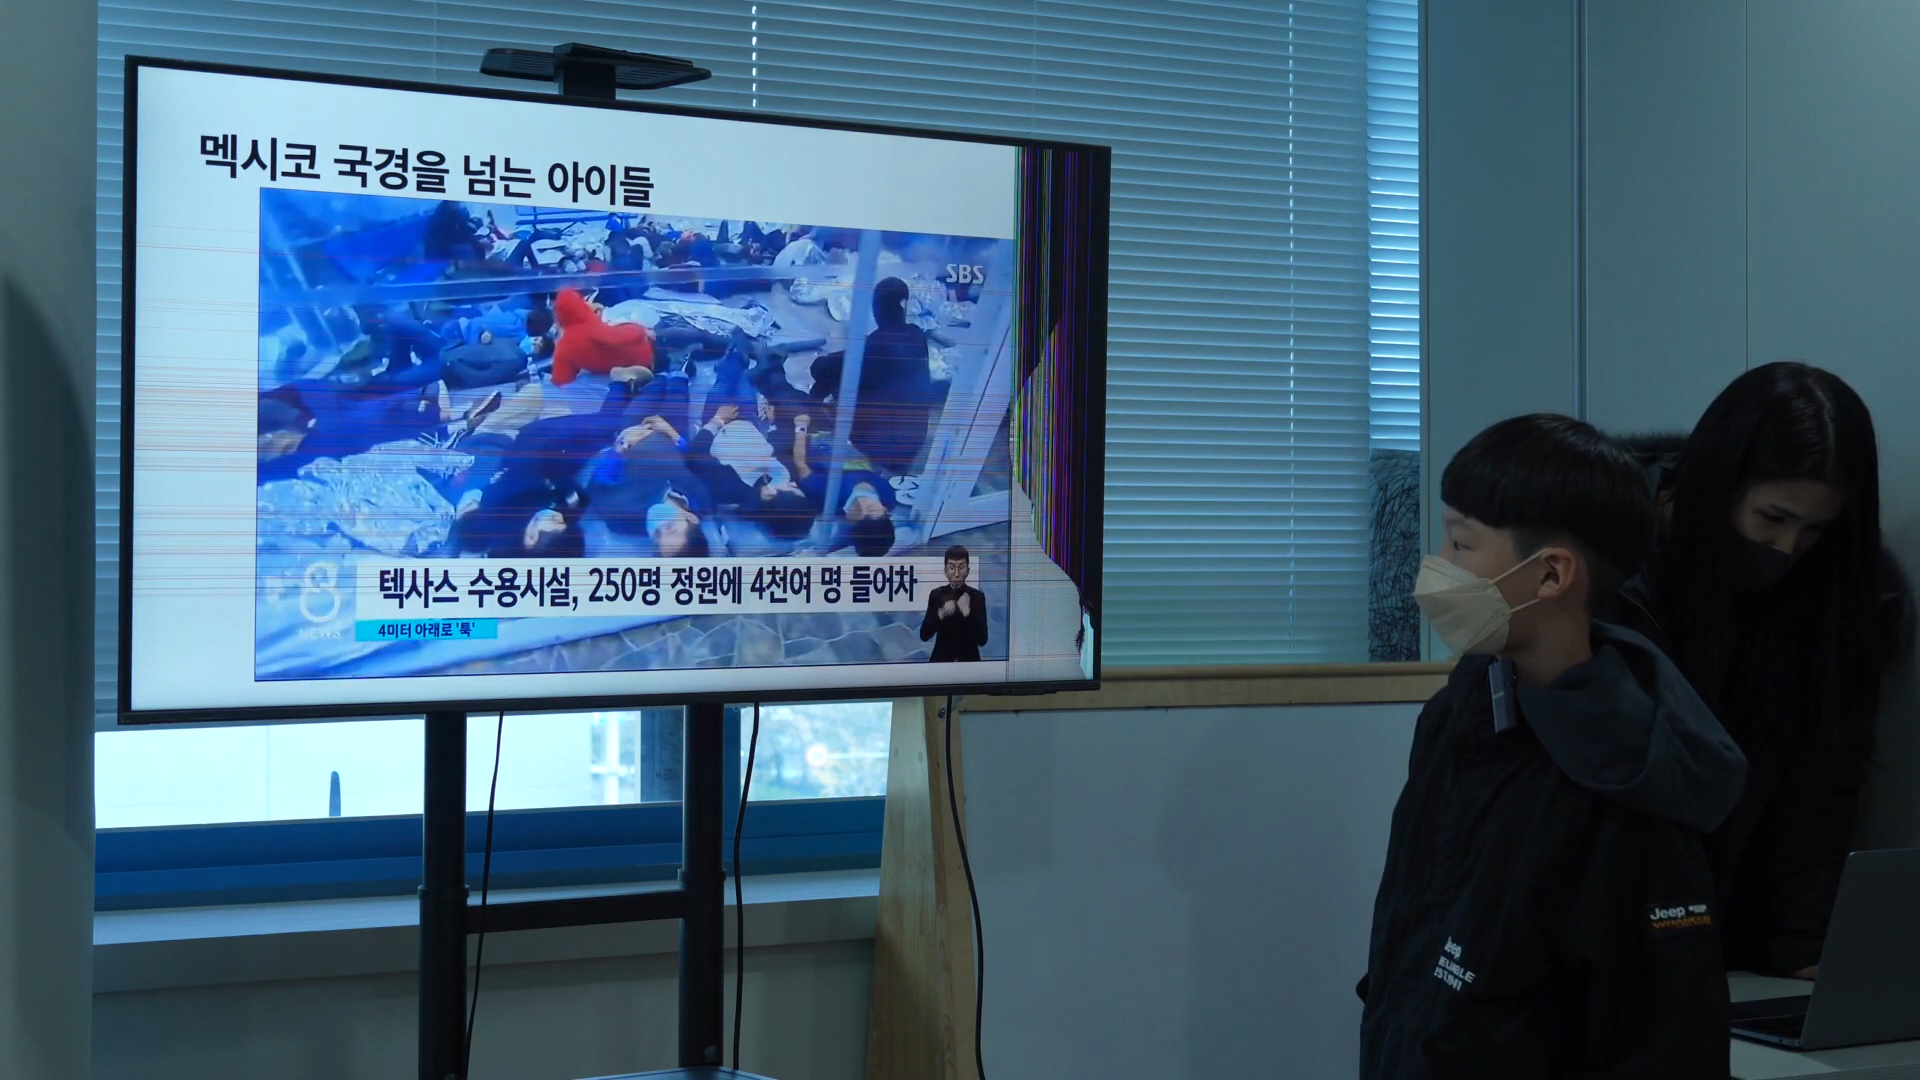 멕시코 국경을 넘는 아이들
SBS
8
NEWS
텍사스 수용시설, 250명 정원에 4천여 명 들어차
4미터 아래로 '툭'
Jeep
Jeep